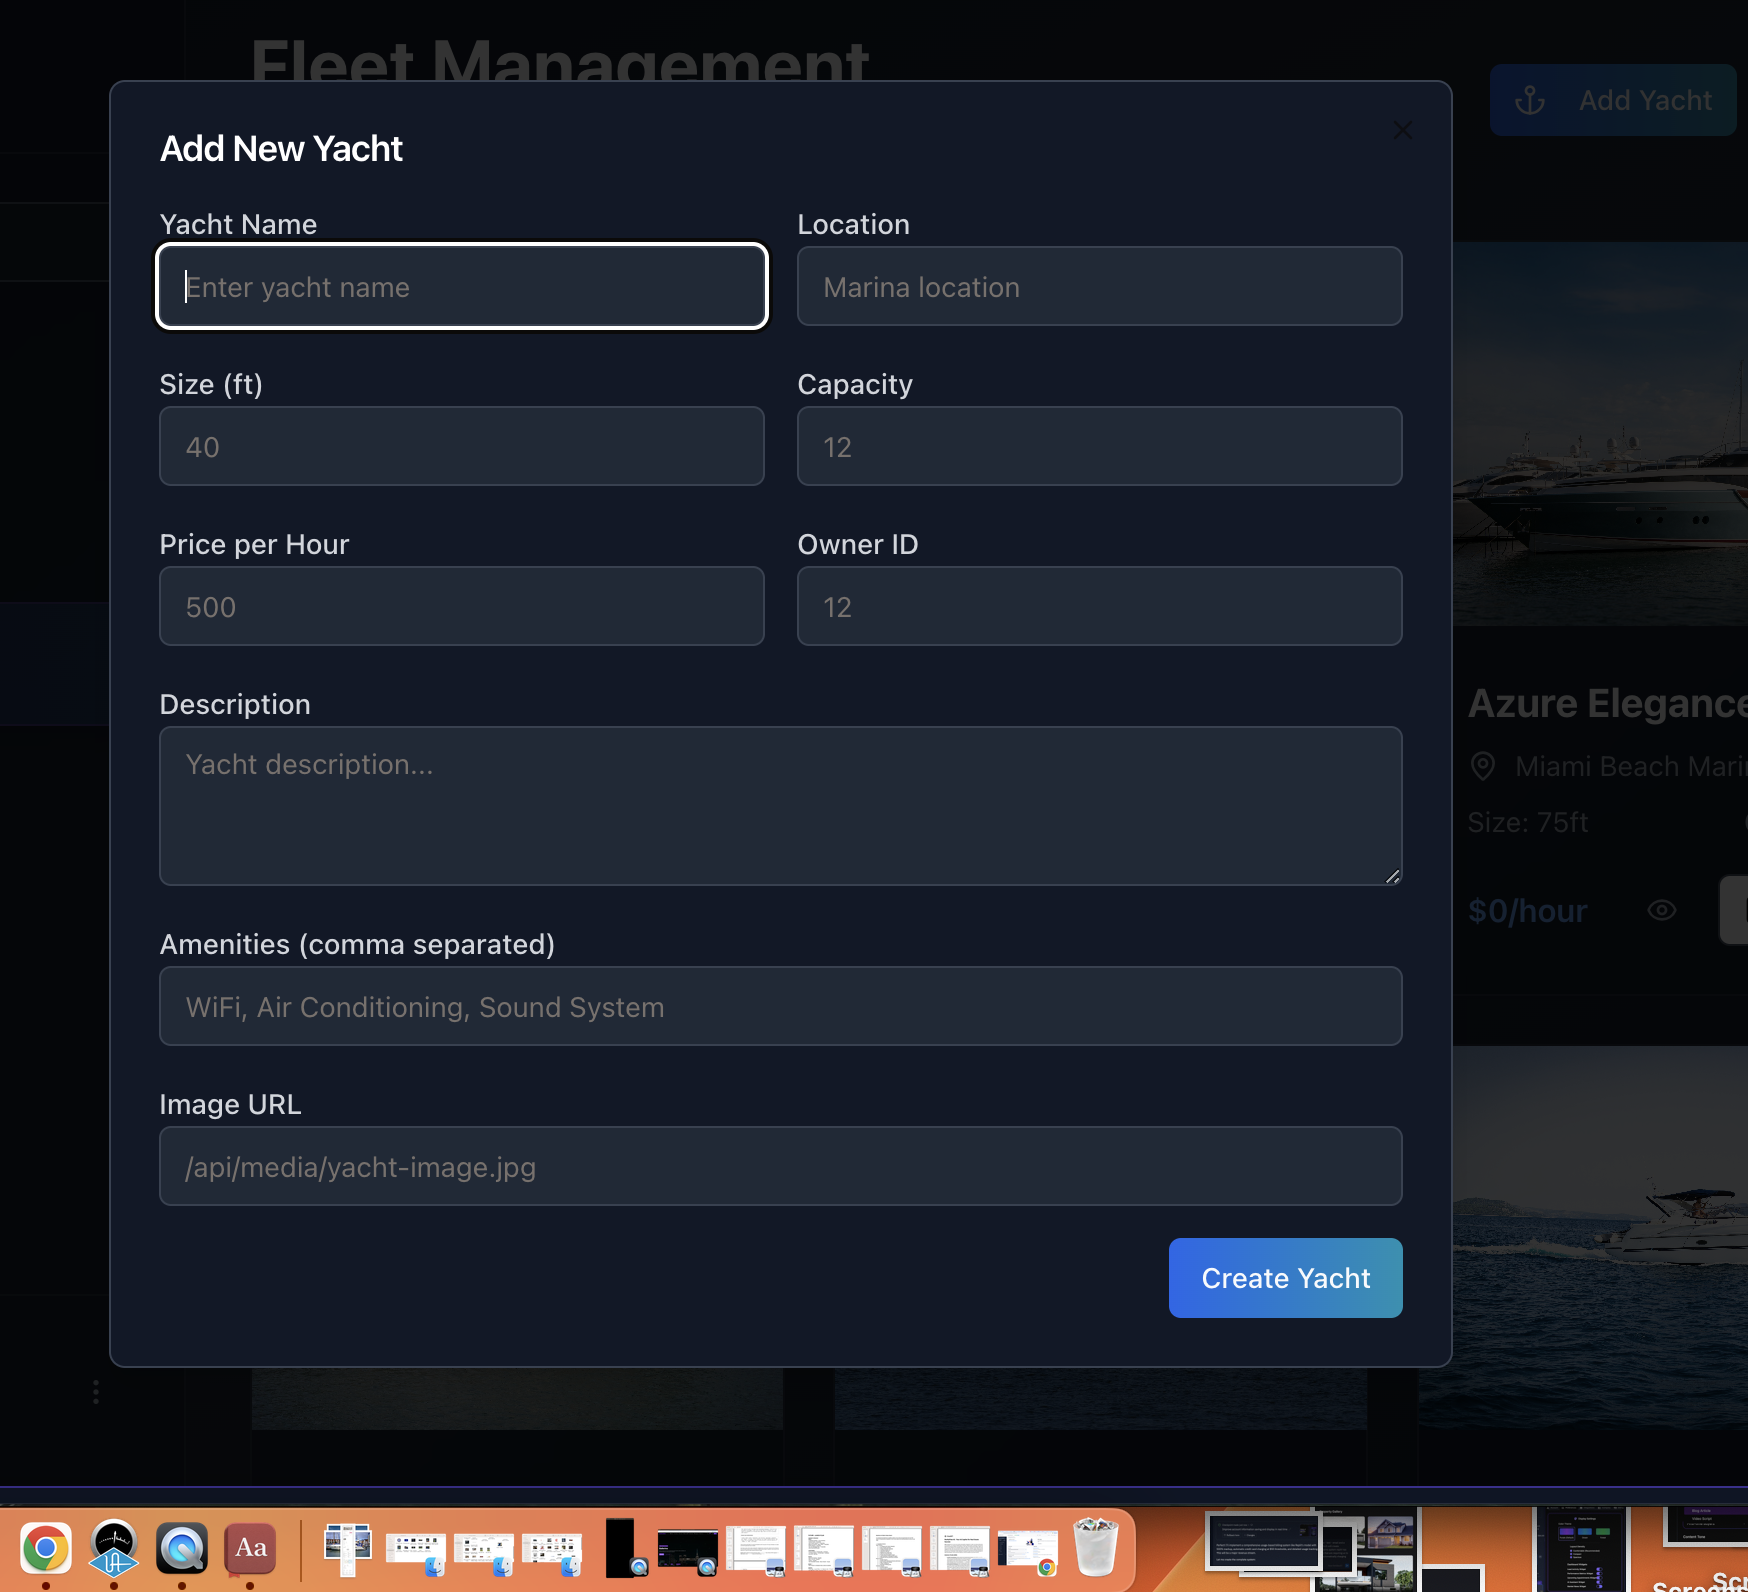 Fleet Management
Add Yacht
Add New Yacht
Yacht Name
Location
Enter yacht name
Marina location
Size (ft)
Capacity
40
12
Price per Hour
Owner ID
500
12
Description
Yacht description...
Amenities (comma separated)
WiFi, Air Conditioning, Sound System
Image URL
/api/media/yacht-image.jpg
Create Yacht
Azure Elegance
Miami Beach
Size: 75ft
$0/hour
Aa